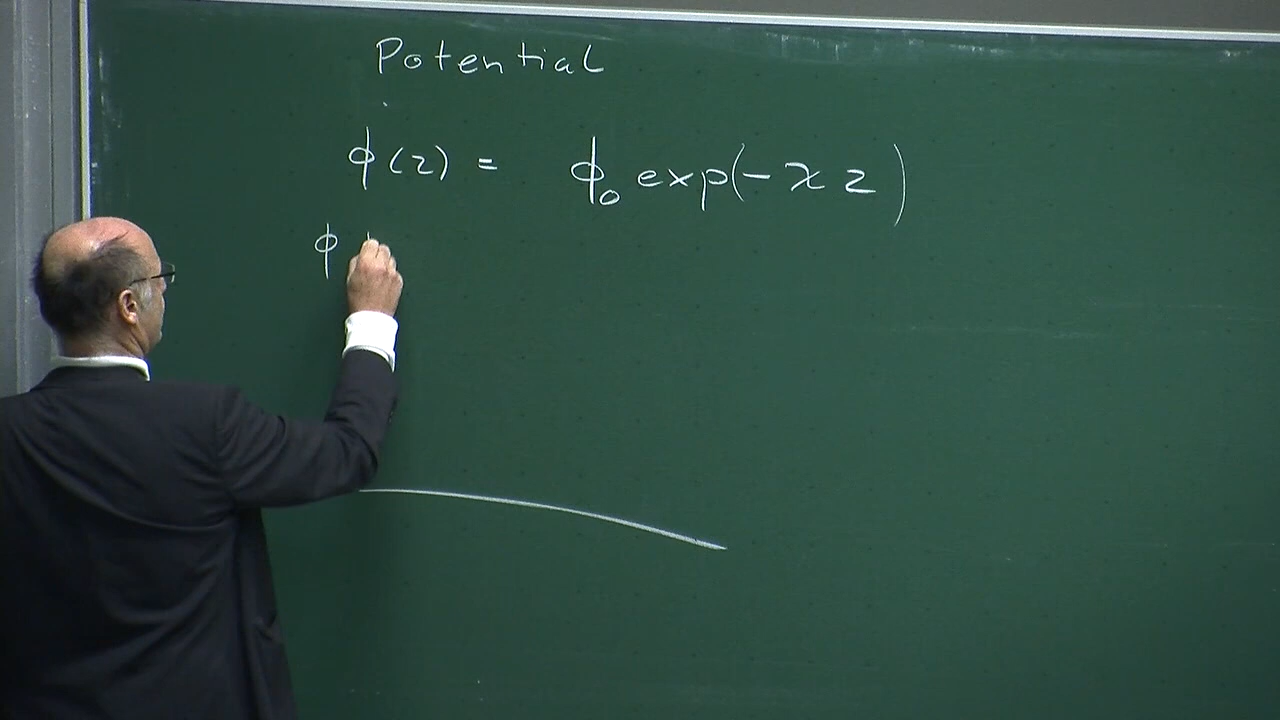 Potential
ϕ(z) = ϕ₀ exp(-ϰ z)
ϕ